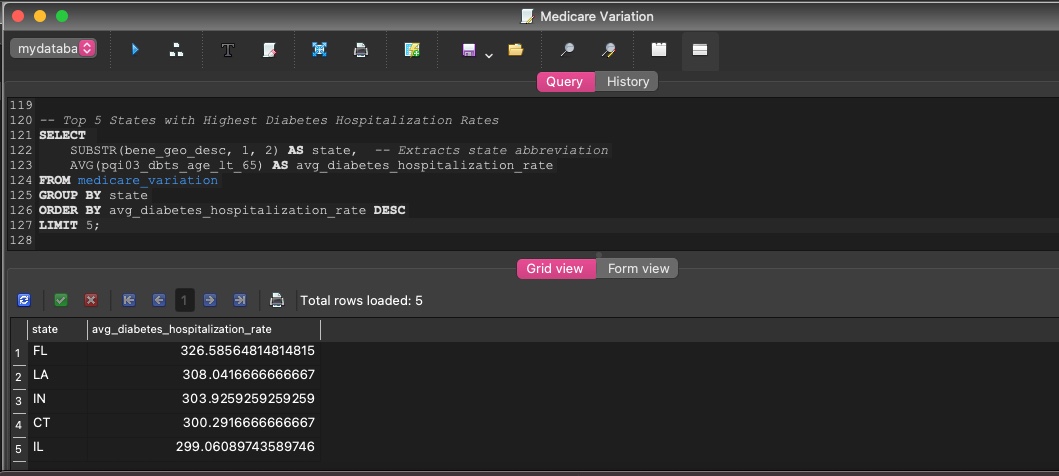 Medicare Variation
mydataba
Query History
119
120 -- Top 5 States with Highest Diabetes Hospitalization Rates
121 SELECT
122 SUBSTR(bene_geo_desc, 1, 2) AS state, -- Extracts state abbreviation
123 AVG(pqi03_dbts_age_lt_65) AS avg_diabetes_hospitalization_rate
124 FROM medicare_variation
125 GROUP BY state
126 ORDER BY avg_diabetes_hospitalization_rate DESC
127 LIMIT 5;
128
Grid view Form view
1 Total rows loaded: 5
state avg_diabetes_hospitalization_rate
1 FL 326.58564814814815
2 LA 308.0416666666667
3 IN 303.9259259259259
4 CT 300.2916666666667
5 IL 299.06089743589746